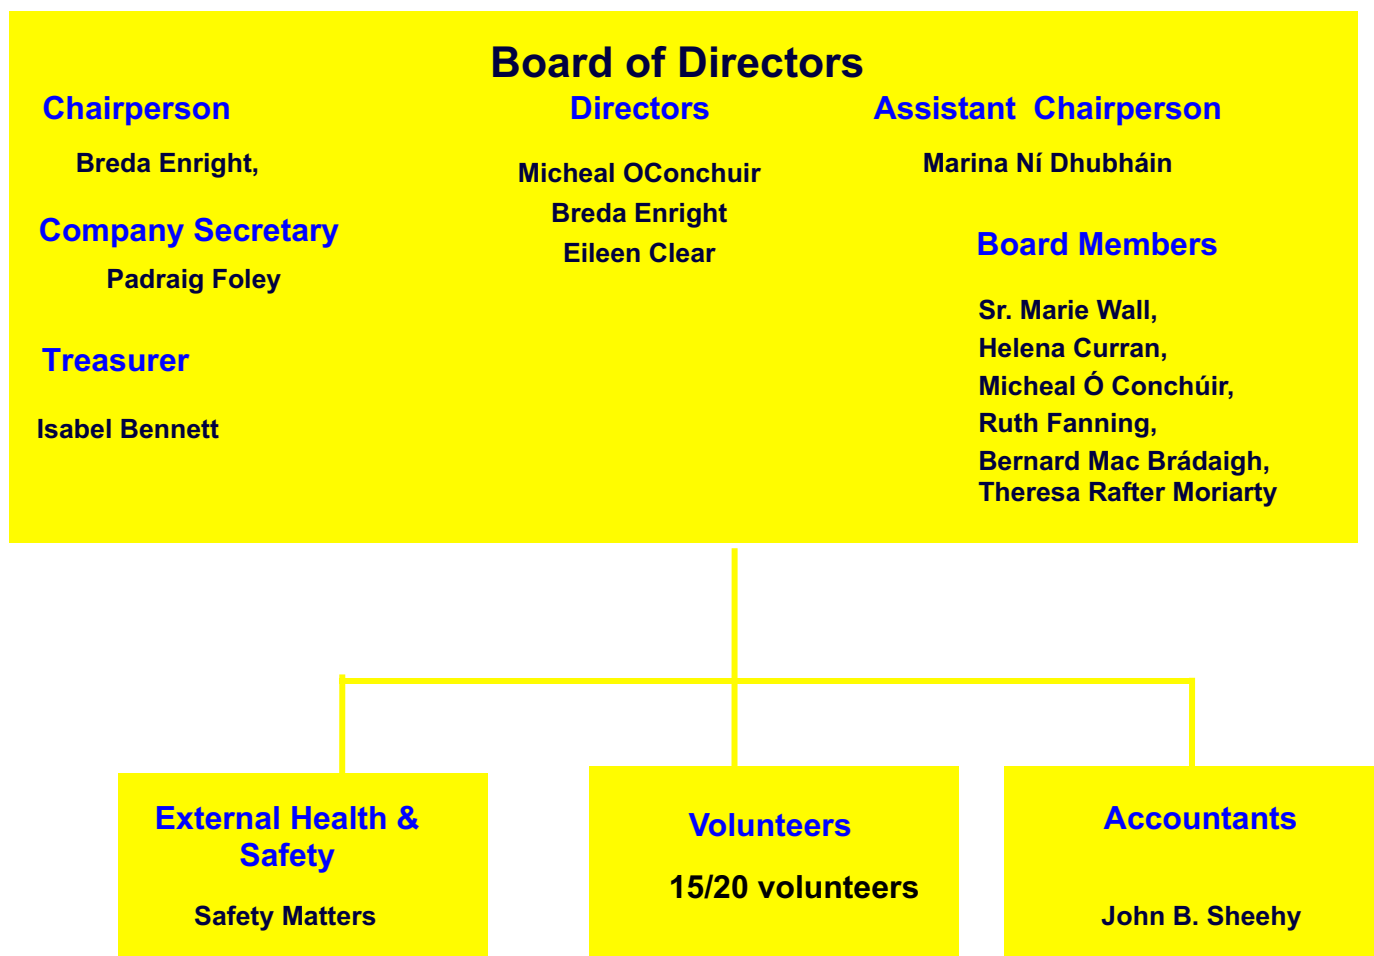 Board of Directors
Chairperson
Breda Enright,
Company Secretary
Padraig Foley
Treasurer
Isabel Bennett
Directors
Micheal OConchuir
Breda Enright
Eileen Clear
Assistant Chairperson
Marina Ní Dhubháin
Board Members
Sr. Marie Wall,
Helena Curran,
Micheal Ó Conchúir,
Ruth Fanning,
Bernard Mac Brádaigh,
Theresa Rafter Moriarty
External Health &
Safety
Safety Matters
Volunteers
15/20 volunteers
Accountants
John B. Sheehy